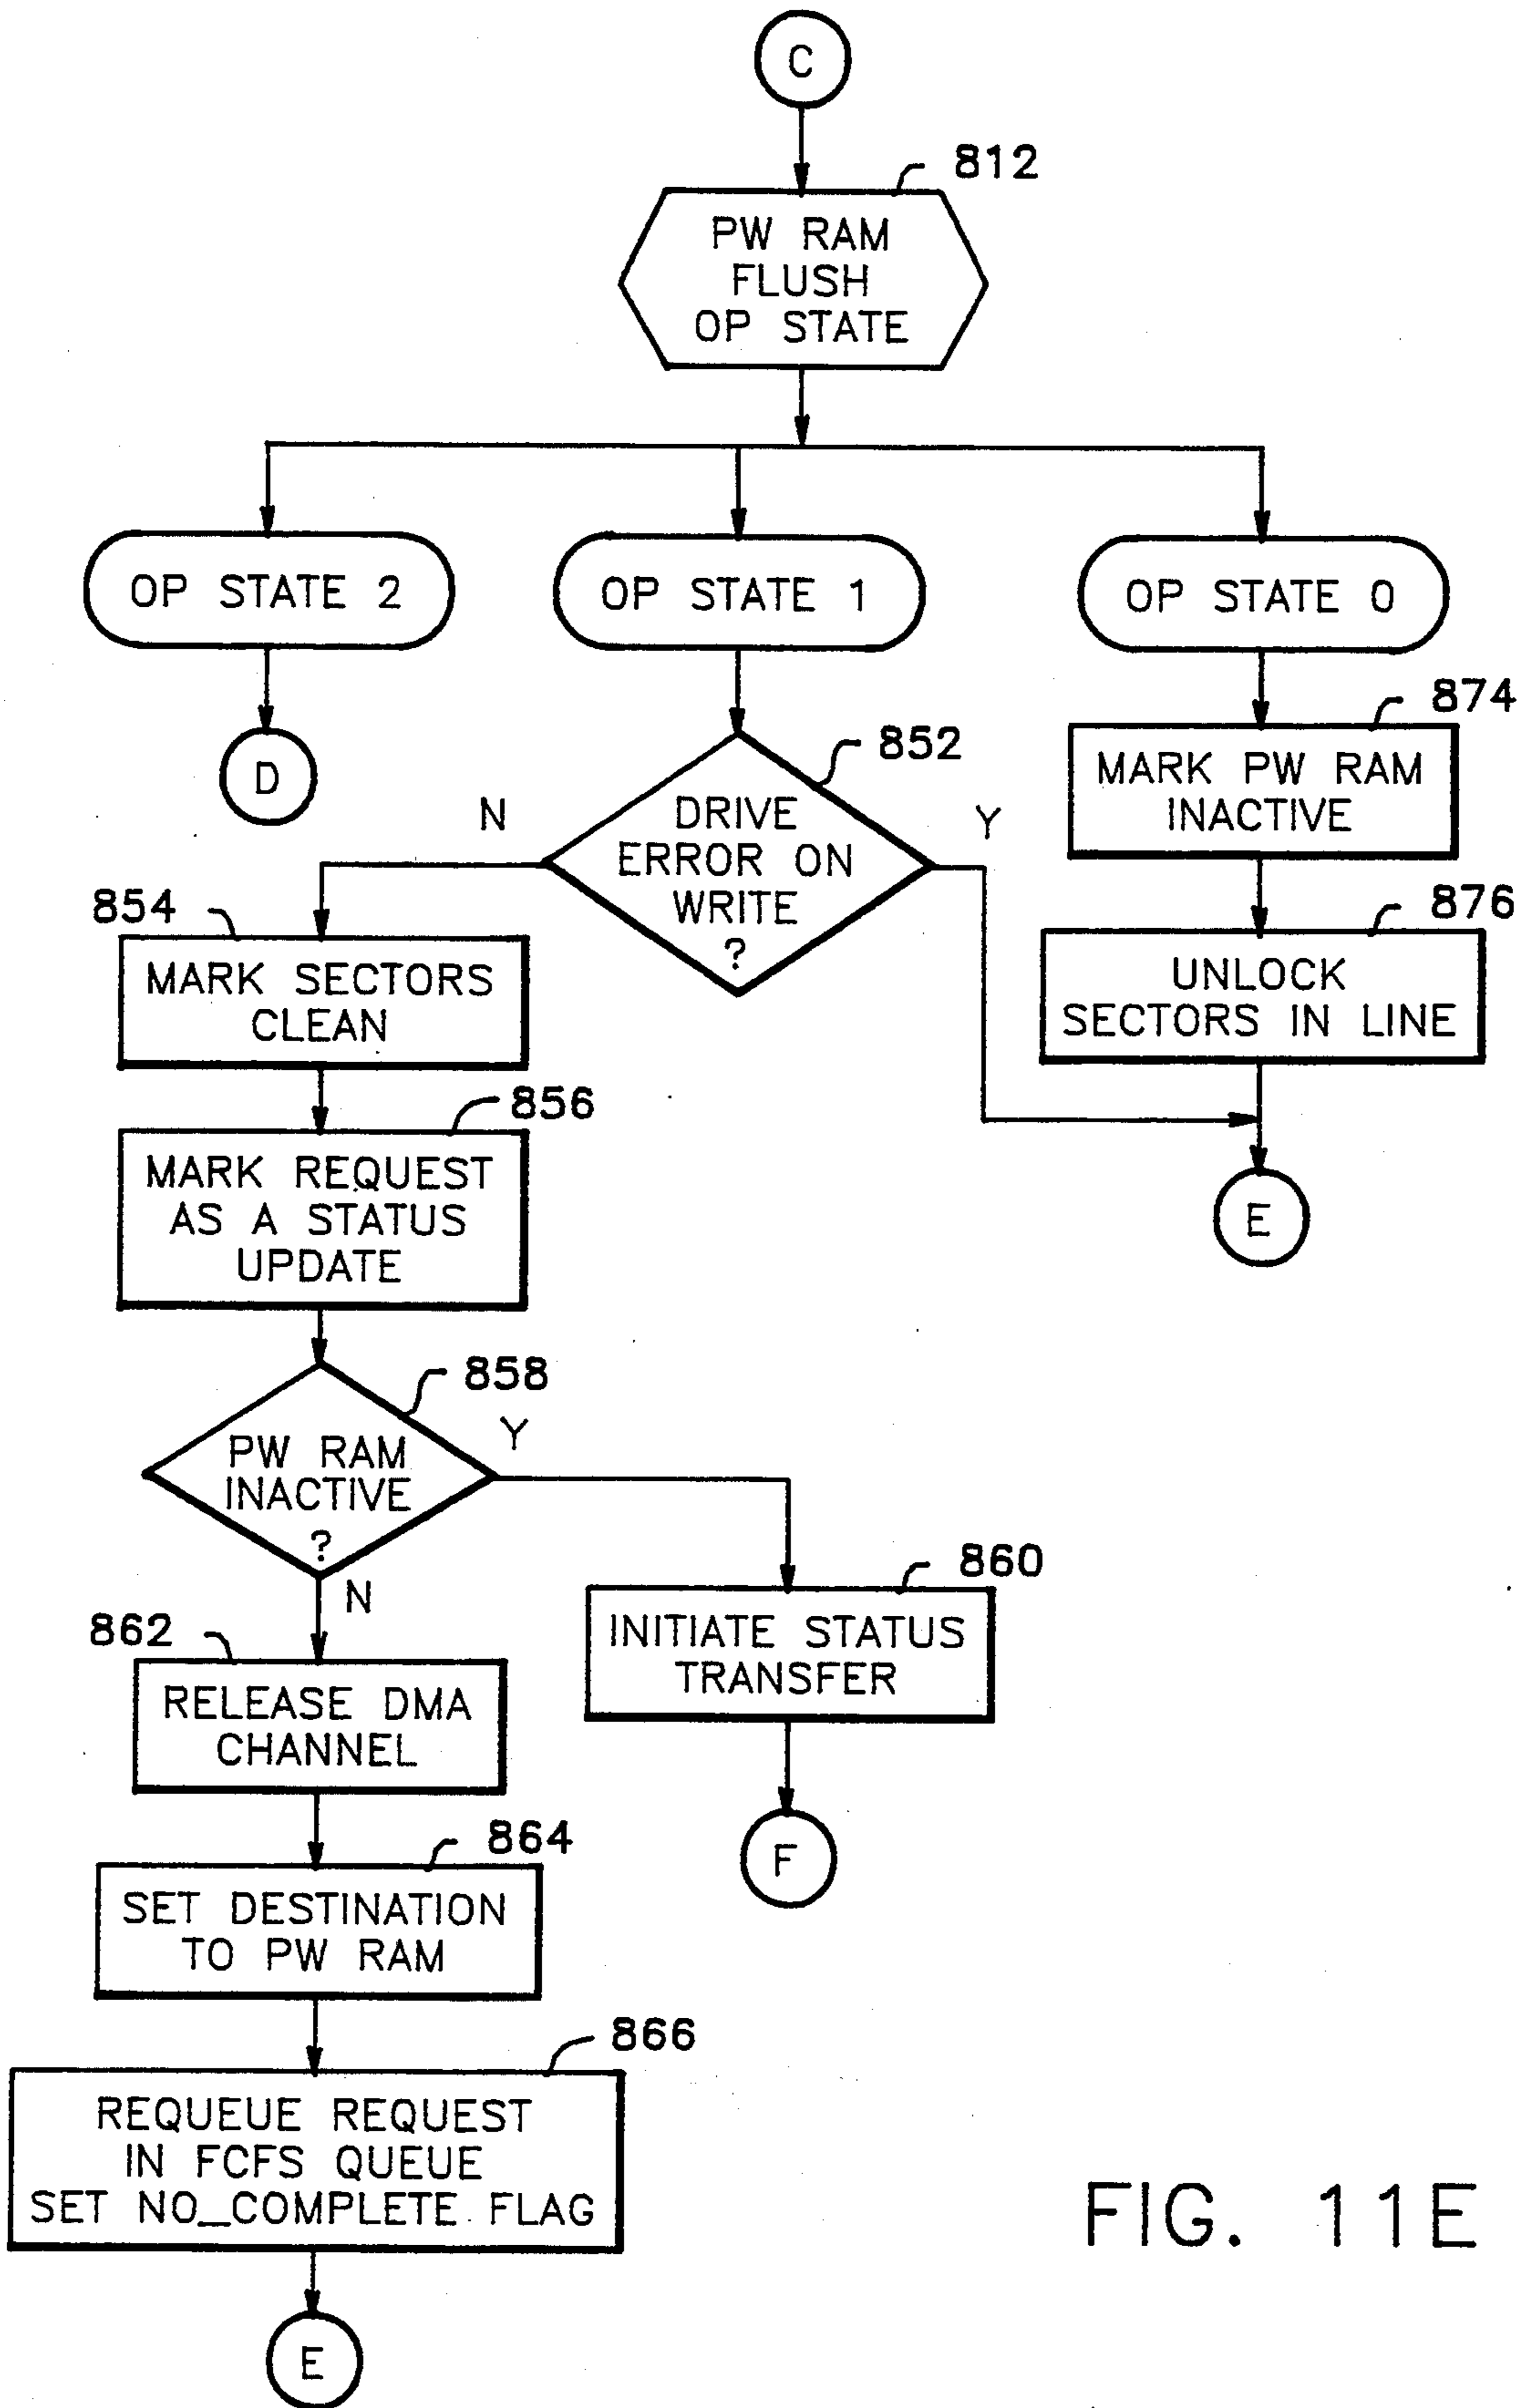 C
812
PW RAM
FLUSH
OP STATE
OP STATE 2
OP STATE 1
OP STATE 0
D
852
DRIVE
ERROR ON
WRITE
?
N
Y
874
MARK PW RAM
INACTIVE
876
UNLOCK
SECTORS IN LINE
E
854
MARK SECTORS
CLEAN
856
MARK REQUEST
AS A STATUS
UPDATE
858
PW RAM
INACTIVE
?
Y
N
860
INITIATE STATUS
TRANSFER
F
862
RELEASE DMA
CHANNEL
864
SET DESTINATION
TO PW RAM
866
REQUEUE REQUEST
IN FCFS QUEUE
SET NO_COMPLETE FLAG
E
FIG. 11E